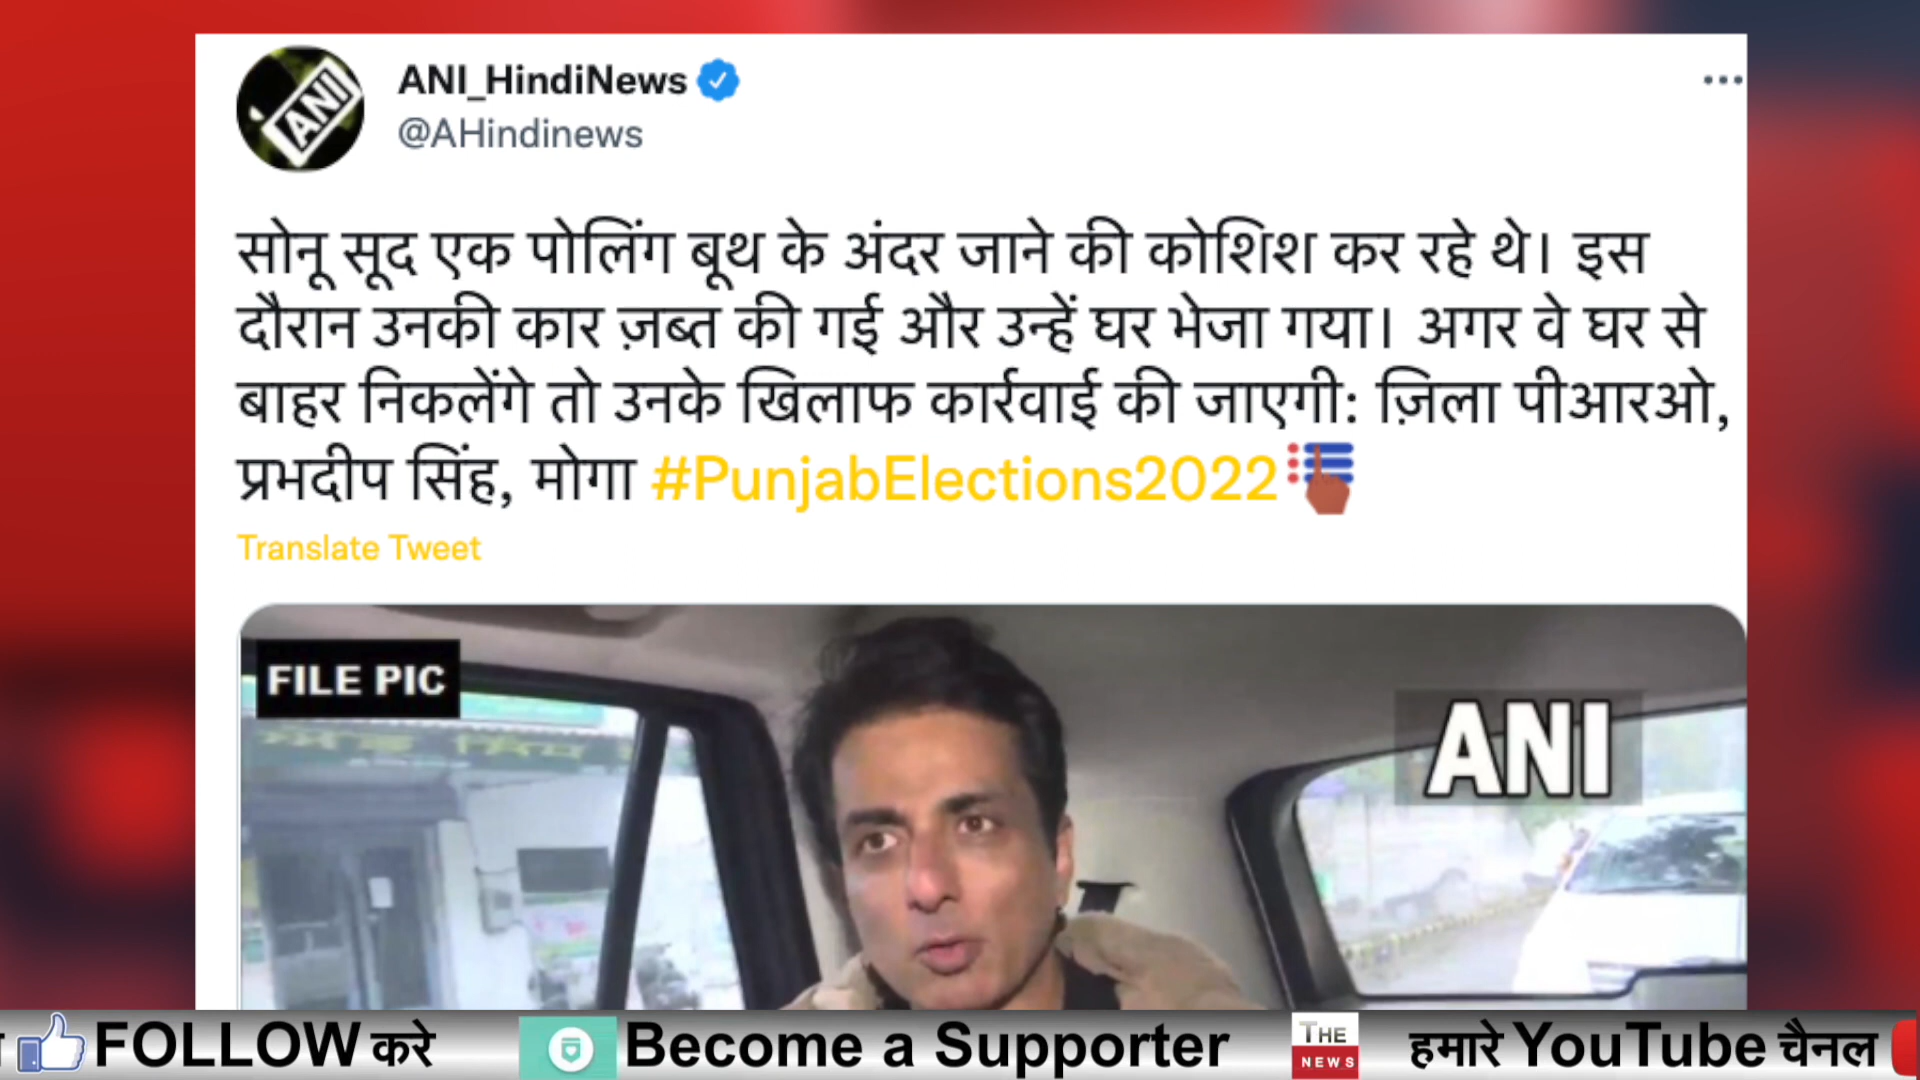 ANI
ANI_HindiNews
@AHindinews
सोनू सूद एक पोलिंग बूथ के अंदर जाने की कोशिश कर रहे थे। इस
दौरान उनकी कार ज़ब्त की गई और उन्हें घर भेजा गया। अगर वे घर से
बाहर निकलेंगे तो उनके खिलाफ कार्रवाई की जाएगी: ज़िला पीआरओ,
प्रभदीप सिंह, मोगा #PunjabElections2022
Translate Tweet
FILE PIC
ANI
FOLLOW करे Become a Supporter THE NEWS हमारे YouTube चैनल